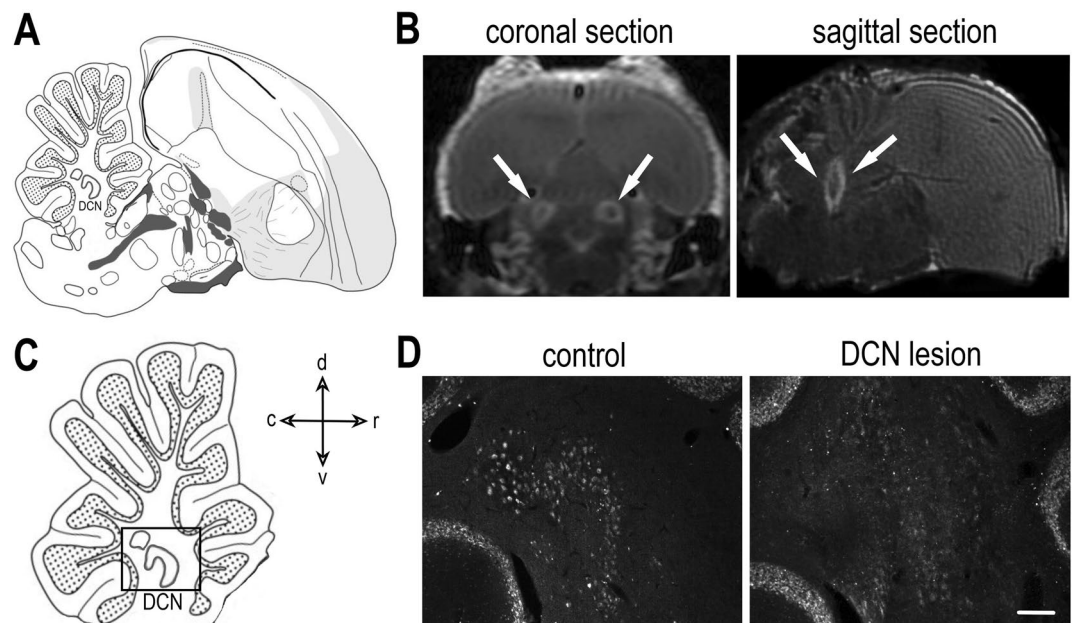 A
DCN
B
coronal section
sagittal section
C
d
c
r
v
DCN
D
control
DCN lesion